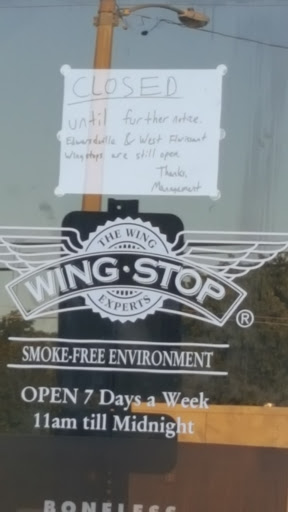 CLOSED
until further notice.
Edwardsville & West Florissant
Wingstops are still open
Thanks,
Management
THE WING
WING·STOP
EXPERTS
®
SMOKE-FREE ENVIRONMENT
OPEN 7 Days a Week
11am till Midnight
BONELESS